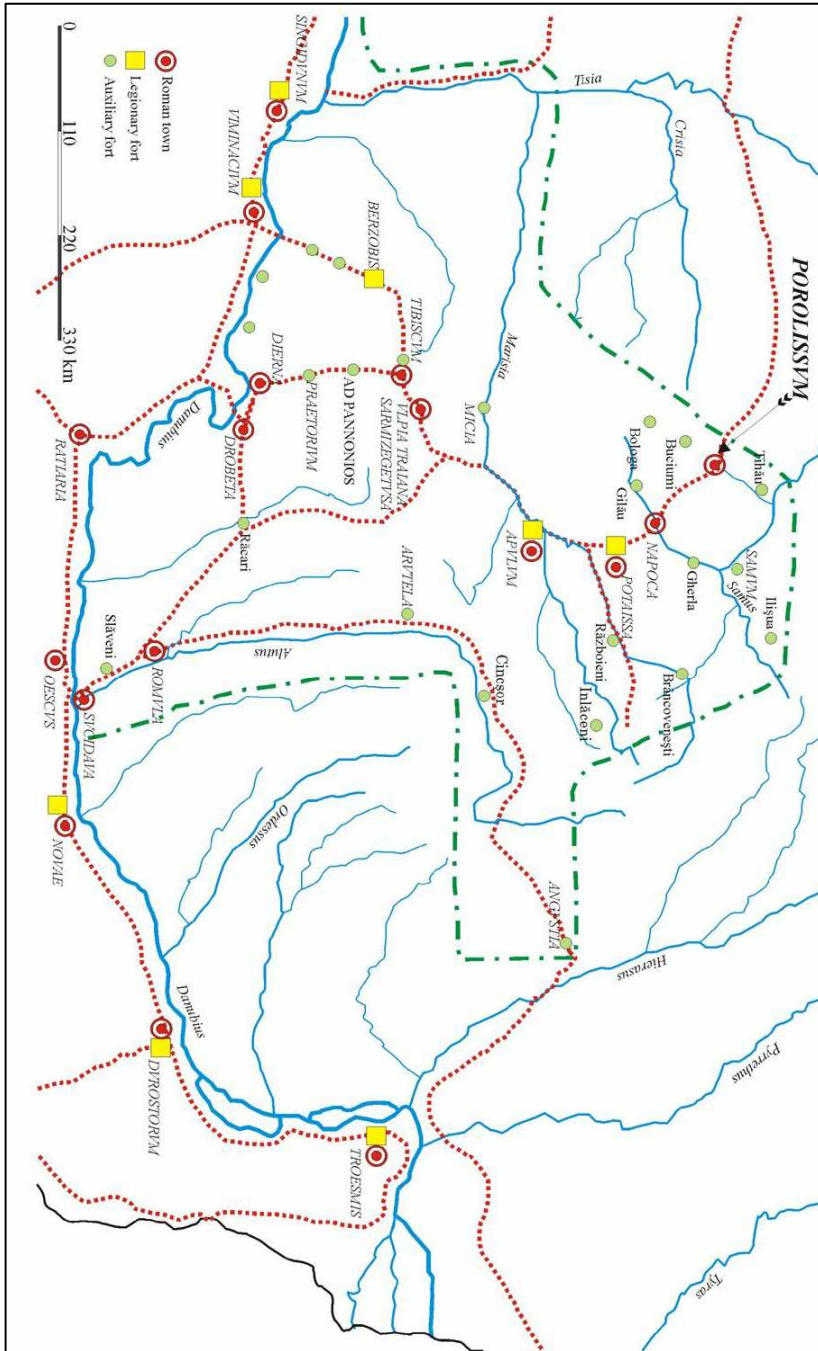 POROLISSVM
Tisia
Crisia
Tihău
Buciumi
Bologa
Gilău
NAPOCA
SAMVM
Samus
Ilişua
Gherla
POTAISSA
Războieni
Brâncoveneşti
Inlăceni
APVLVM
Marisia
MICIA
Cincşor
ANGVSTIA
Hierasus
Pyrrethus
Tyras
BERZOBIS
TIBISCVM
VLPIA TRAIANA
SARMIZEGETVSA
AD PANNONIOS
PRAETORIVM
DIERNA
DROBETA
ARVTELA
Alutus
Răcari
ROMVLA
Slăveni
SVCIDAVA
OESCVS
NOVAE
Ordessus
Danubius
DVROSTORVM
TROESMIS
SINGIDVNVM
VIMINACIVM
Danubius
RATIARIA
Roman town
Legionary fort
Auxiliary fort
0
110
220
330 km